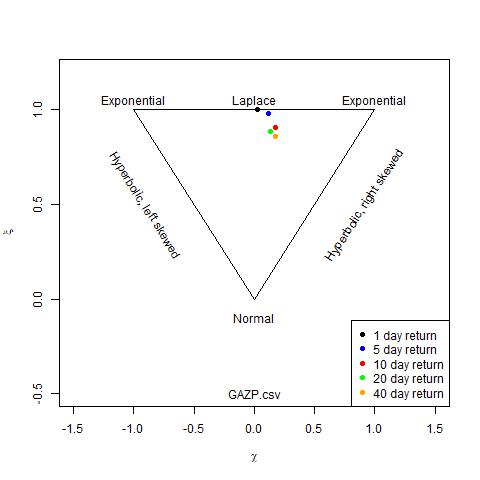 Exponential Laplace Exponential
Hyperbolic, left skewed
Hyperbolic, right skewed
Normal
GAZP.csv
1 day return
5 day return
10 day return
20 day return
40 day return
1.0
0.5
0.0
-0.5
ξ
-1.5 -1.0 -0.5 0.0 0.5 1.0 1.5
χ